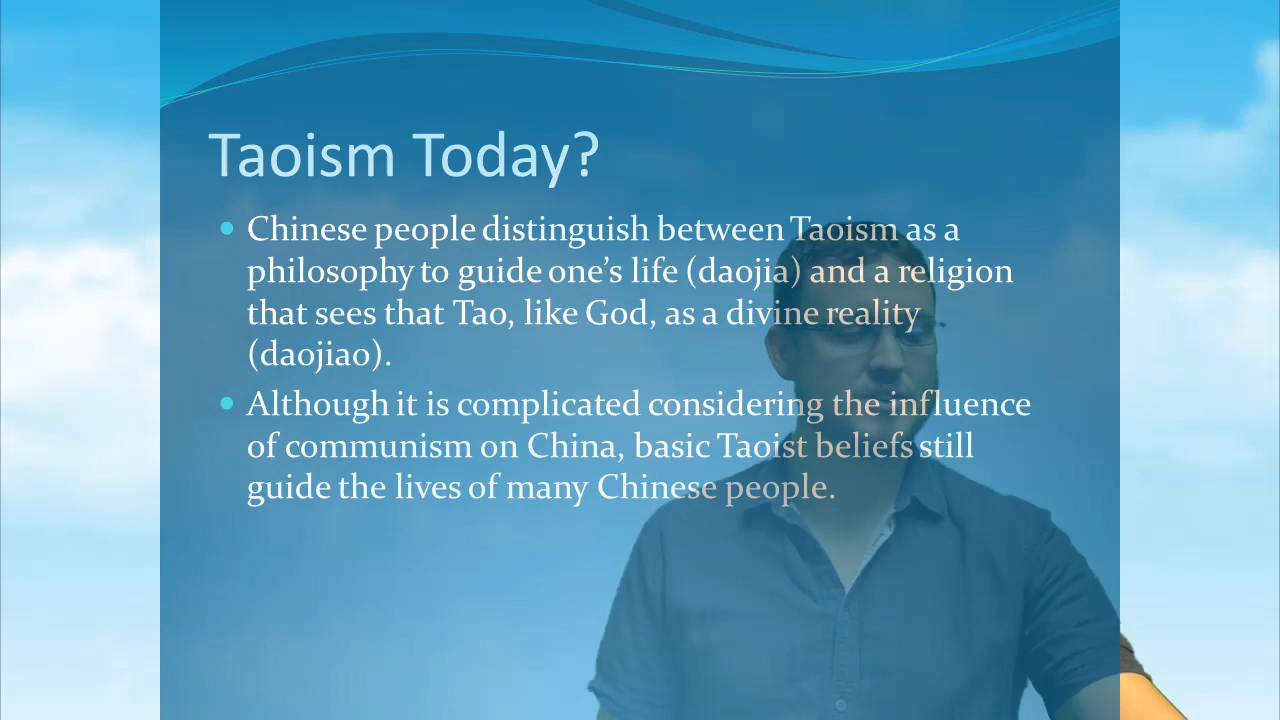 Taoism Today?
Chinese people distinguish between Taoism as a
philosophy to guide one’s life (daojia) and a religion
that sees that Tao, like God, as a divine reality
(daojiao).
Although it is complicated considering the influence
of communism on China, basic Taoist beliefs still
guide the lives of many Chinese people.